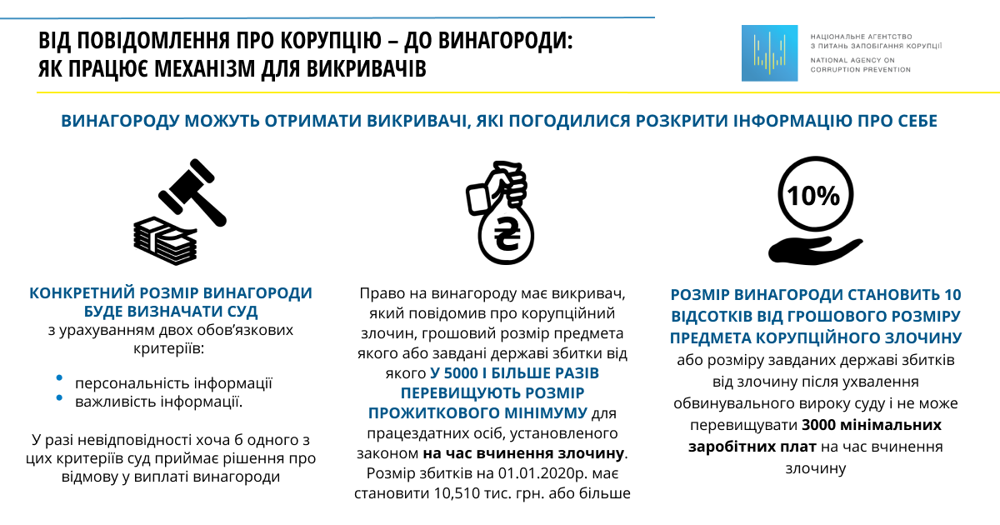 ВІД ПОВІДОМЛЕННЯ ПРО КОРУПЦІЮ – ДО ВИНАГОРОДИ:
ЯК ПРАЦЮЄ МЕХАНІЗМ ДЛЯ ВИКРИВАЧІВ
НАЦІОНАЛЬНЕ АГЕНТСТВО
З ПИТАНЬ ЗАПОБІГАННЯ КОРУПЦІЇ
NATIONAL AGENCY ON
CORRUPTION PREVENTION
ВИНАГОРОДУ МОЖУТЬ ОТРИМАТИ ВИКРИВАЧІ, ЯКІ ПОГОДИЛИСЯ РОЗКРИТИ ІНФОРМАЦІЮ ПРО СЕБЕ
КОНКРЕТНИЙ РОЗМІР ВИНАГОРОДИ
БУДЕ ВИЗНАЧАТИ СУД
з урахуванням двох обов’язкових
критеріїв:
• персональність інформації
• важливість інформації.
У разі невідповідності хоча б одного з
цих критеріїв суд приймає рішення про
відмову у виплаті винагороди
₴
Право на винагороду має викривач,
який повідомив про корупційний
злочин, грошовий розмір предмета
якого або завдані державі збитки від
якого У 5000 І БІЛЬШЕ РАЗІВ
ПЕРЕВИЩУЮТЬ РОЗМІР
ПРОЖИТКОВОГО МІНІМУМУ для
працездатних осіб, установленого
законом на час вчинення злочину.
Розмір збитків на 01.01.2020р. має
становити 10,510 тис. грн. або більше
10%
РОЗМІР ВИНАГОРОДИ СТАНОВИТЬ 10
ВІДСОТКІВ ВІД ГРОШОВОГО РОЗМІРУ
ПРЕДМЕТА КОРУПЦІЙНОГО ЗЛОЧИНУ
або розміру завданих державі збитків
від злочину після ухвалення
обвинувального вироку суду і не може
перевищувати 3000 мінімальних
заробітних плат на час вчинення
злочину